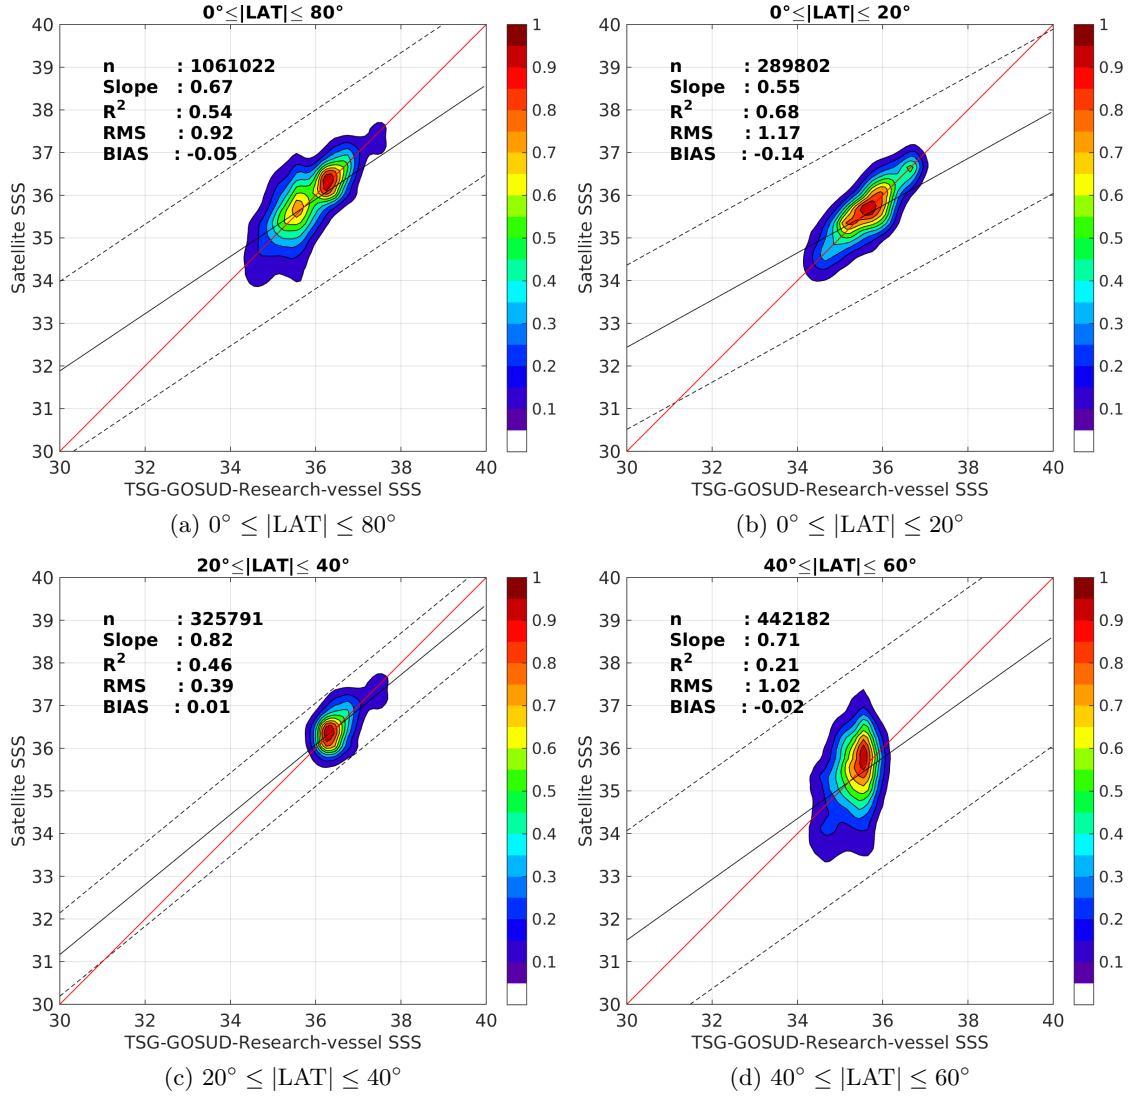 0°≤|LAT|≤ 80°
n : 1061022
Slope : 0.67
R² : 0.54
RMS : 0.92
BIAS : -0.05
40
39
38
37
36
35
34
33
32
31
30
30 32 34 36 38 40
Satellite SSS
TSG-GOSUD-Research-vessel SSS
1
0.9
0.8
0.7
0.6
0.5
0.4
0.3
0.2
0.1
(a) 0° ≤ |LAT| ≤ 80°
0°≤|LAT|≤ 20°
n : 289802
Slope : 0.55
R² : 0.68
RMS : 1.17
BIAS : -0.14
40
39
38
37
36
35
34
33
32
31
30
30 32 34 36 38 40
Satellite SSS
TSG-GOSUD-Research-vessel SSS
1
0.9
0.8
0.7
0.6
0.5
0.4
0.3
0.2
0.1
(b) 0° ≤ |LAT| ≤ 20°
20°≤|LAT|≤ 40°
n : 325791
Slope : 0.82
R² : 0.46
RMS : 0.39
BIAS : 0.01
40
39
38
37
36
35
34
33
32
31
30
30 32 34 36 38 40
Satellite SSS
TSG-GOSUD-Research-vessel SSS
1
0.9
0.8
0.7
0.6
0.5
0.4
0.3
0.2
0.1
(c) 20° ≤ |LAT| ≤ 40°
40°≤|LAT|≤ 60°
n : 442182
Slope : 0.71
R² : 0.21
RMS : 1.02
BIAS : -0.02
40
39
38
37
36
35
34
33
32
31
30
30 32 34 36 38 40
Satellite SSS
TSG-GOSUD-Research-vessel SSS
1
0.9
0.8
0.7
0.6
0.5
0.4
0.3
0.2
0.1
(d) 40° ≤ |LAT| ≤ 60°